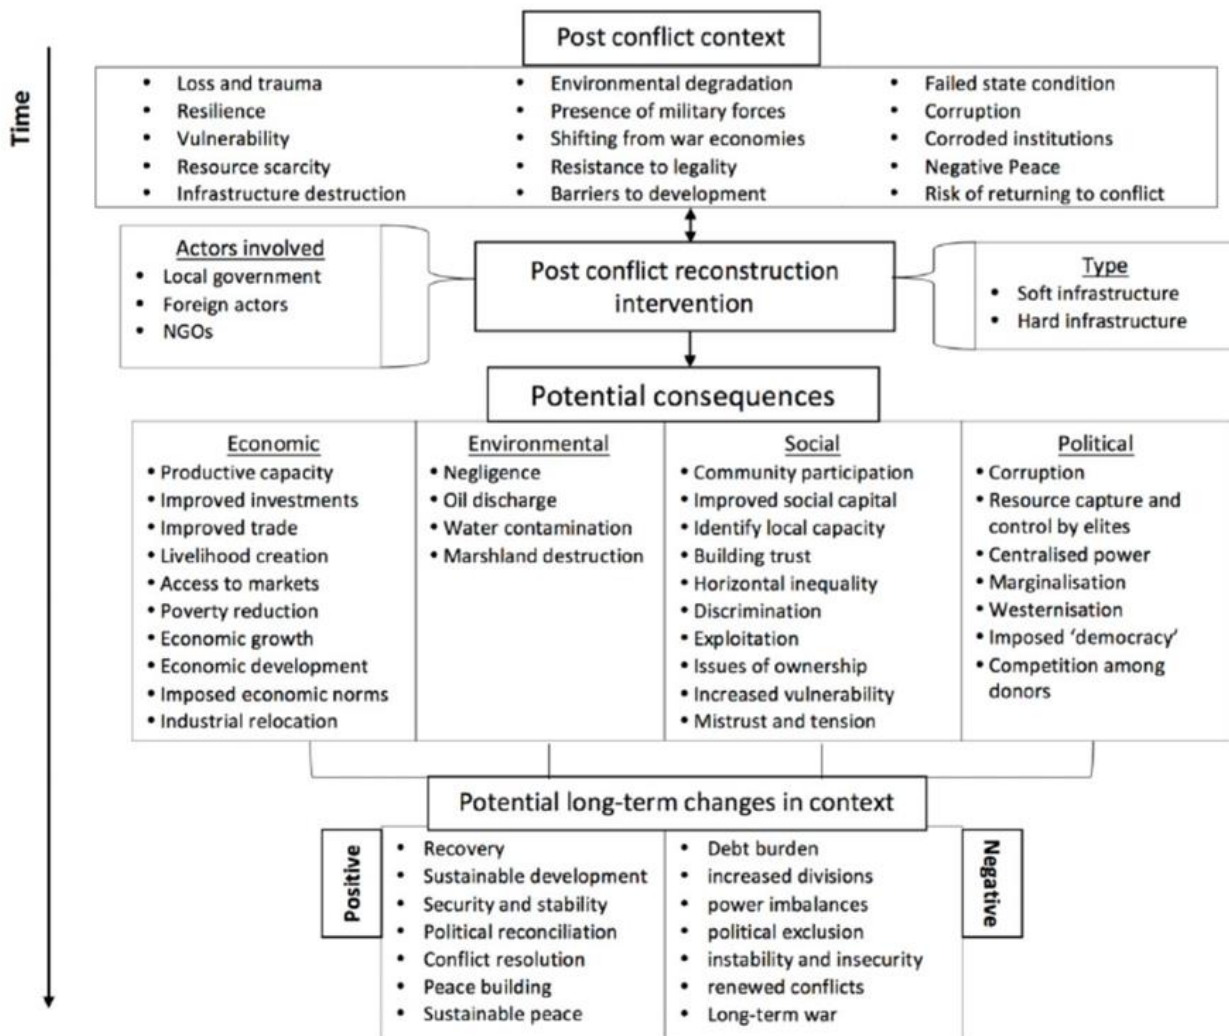 Time
Post conflict context
• Loss and trauma
• Resilience
• Vulnerability
• Resource scarcity
• Infrastructure destruction
• Environmental degradation
• Presence of military forces
• Shifting from war economies
• Resistance to legality
• Barriers to development
• Failed state condition
• Corruption
• Corroded institutions
• Negative Peace
• Risk of returning to conflict
Actors involved
• Local government
• Foreign actors
• NGOs
Post conflict reconstruction
intervention
Type
• Soft infrastructure
• Hard infrastructure
Potential consequences
Economic
• Productive capacity
• Improved investments
• Improved trade
• Livelihood creation
• Access to markets
• Poverty reduction
• Economic growth
• Economic development
• Imposed economic norms
• Industrial relocation
Environmental
• Negligence
• Oil discharge
• Water contamination
• Marshland destruction
Social
• Community participation
• Improved social capital
• Identify local capacity
• Building trust
• Horizontal inequality
• Discrimination
• Exploitation
• Issues of ownership
• Increased vulnerability
• Mistrust and tension
Political
• Corruption
• Resource capture and
control by elites
• Centralised power
• Marginalisation
• Westernisation
• Imposed ‘democracy’
• Competition among
donors
Potential long-term changes in context
Positive
• Recovery
• Sustainable development
• Security and stability
• Political reconciliation
• Conflict resolution
• Peace building
• Sustainable peace
• Debt burden
• increased divisions
• power imbalances
• political exclusion
• instability and insecurity
• renewed conflicts
• Long-term war
Negative